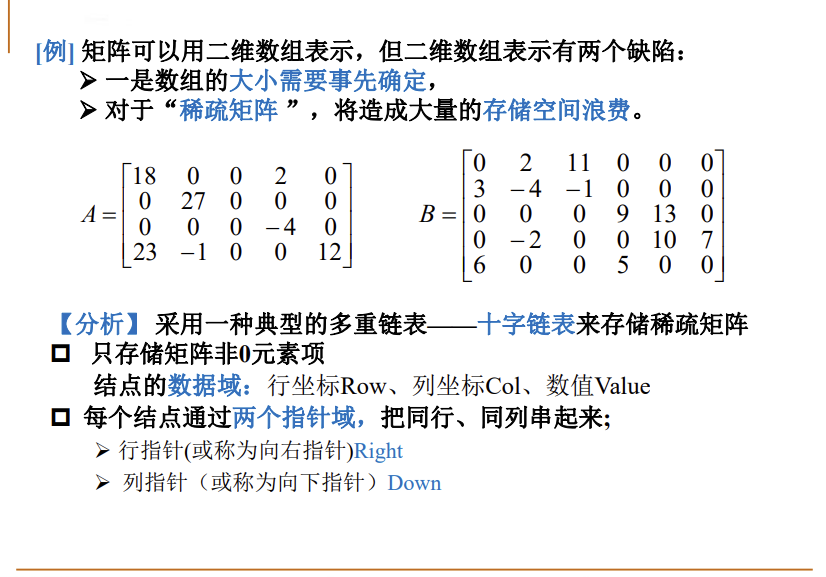 [例] 矩阵可以用二维数组表示，但二维数组表示有两个缺陷：
➢ 一是数组的大小需要事先确定，
➢ 对于“稀疏矩阵 ”，将造成大量的存储空间浪费。
18 0 0 2 0
0 27 0 0 0
A = 0 0 0 −4 0
23 −1 0 0 12
0 2 11 0 0 0
3 −4 −1 0 0 0
B = 0 0 0 9 13 0
0 −2 0 0 10 7
6 0 0 5 0 0
【分析】 采用一种典型的多重链表——十字链表来存储稀疏矩阵
只存储矩阵非0元素项
结点的数据域：行坐标Row、列坐标Col、数值Value
每个结点通过两个指针域，把同行、同列串起来;
➢ 行指针(或称为向右指针)Right
➢ 列指针（或称为向下指针）Down